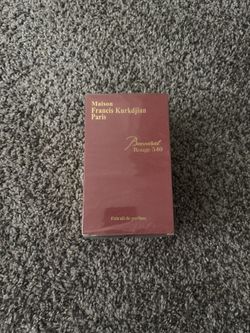 Maison
Francis Kurkdjian
Paris
Baccarat
Rouge 540
Extrait de parfum